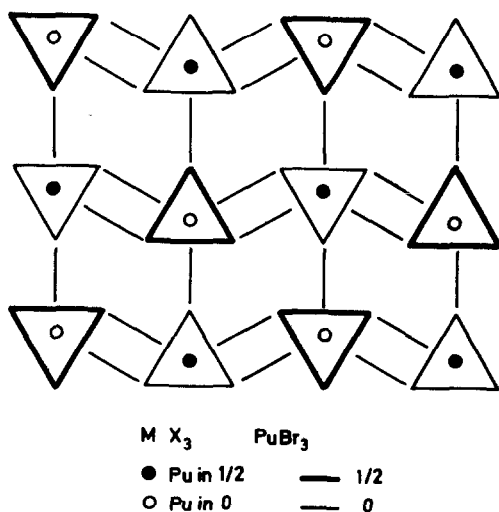 M X₃ PuBr₃
Pu in 1/2 1/2
Pu in 0 0